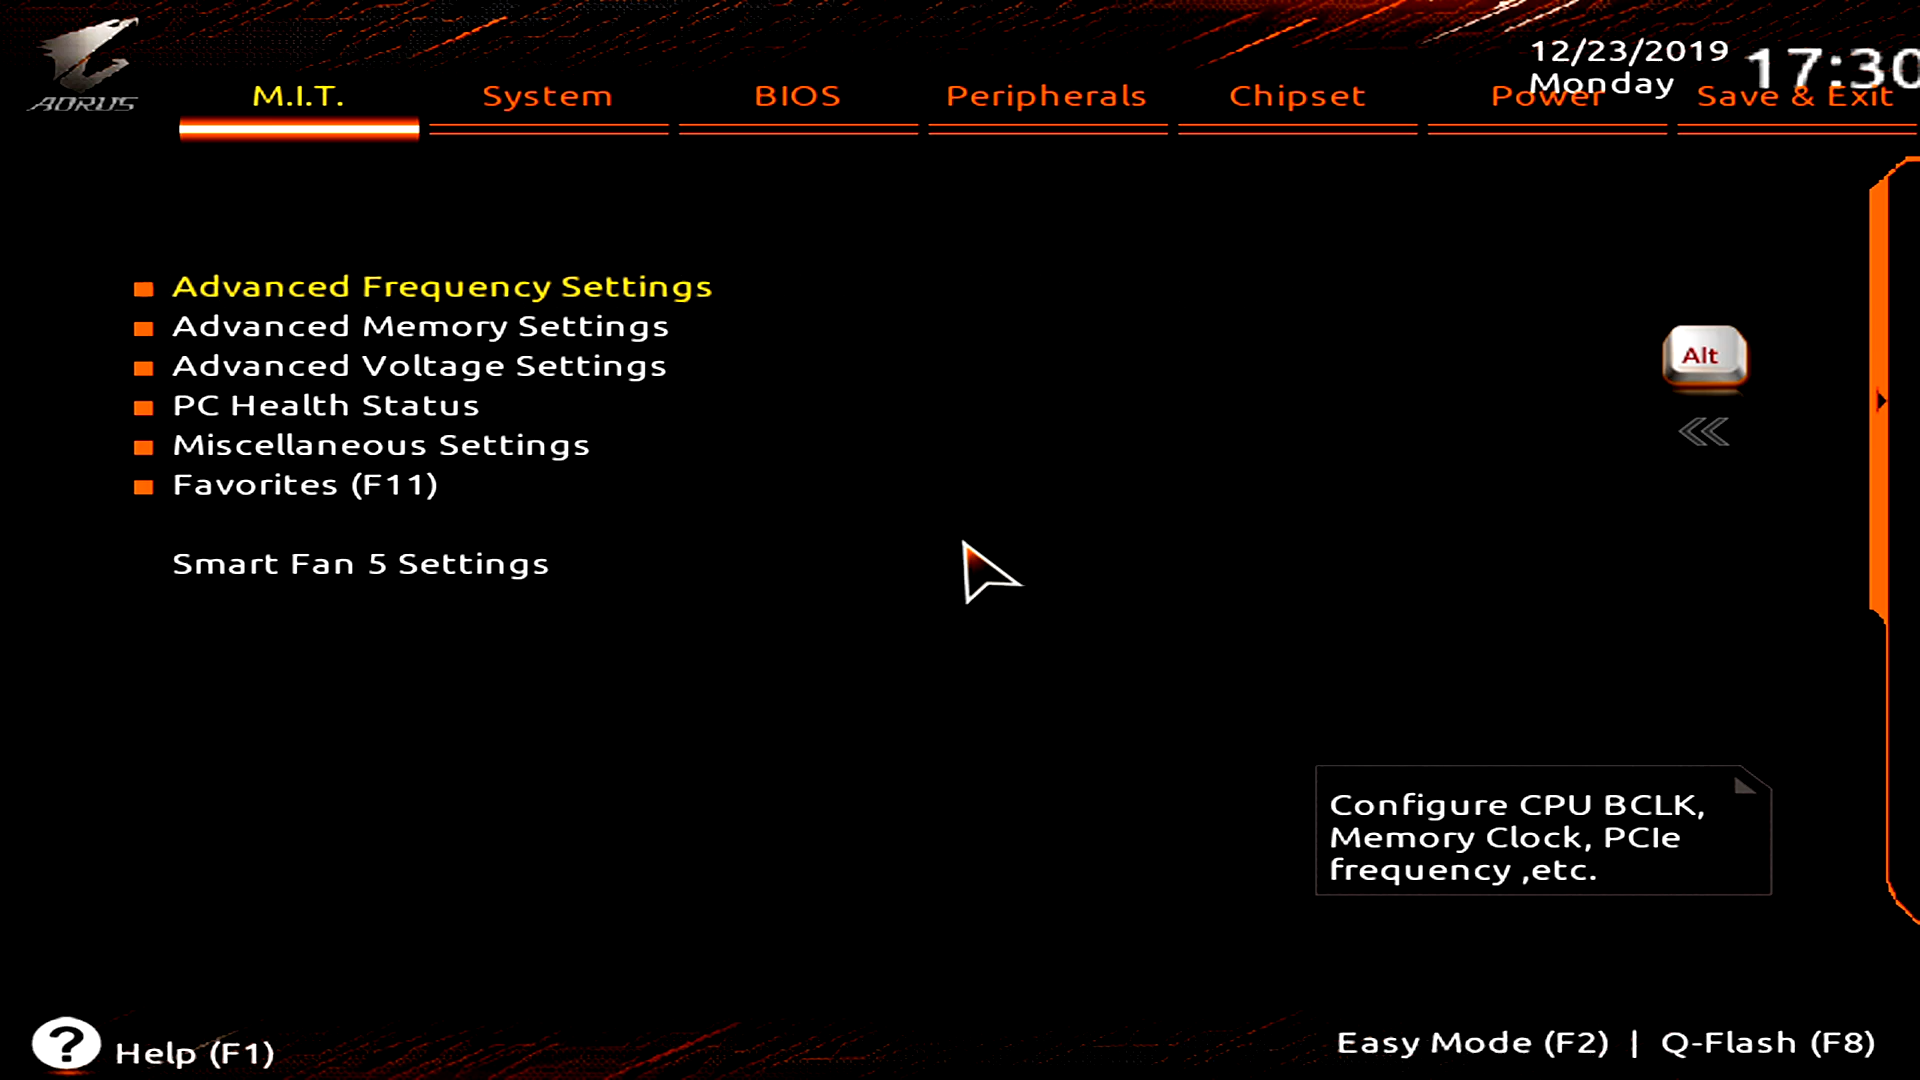 AORUS
12/23/2019
Monday
17:30
M.I.T.
System
BIOS
Peripherals
Chipset
Power
Save & Exit
Advanced Frequency Settings
Advanced Memory Settings
Advanced Voltage Settings
PC Health Status
Miscellaneous Settings
Favorites (F11)
Smart Fan 5 Settings
Alt
Configure CPU BCLK,
Memory Clock, PCIe
frequency ,etc.
? Help (F1)
Easy Mode (F2) | Q-Flash (F8)